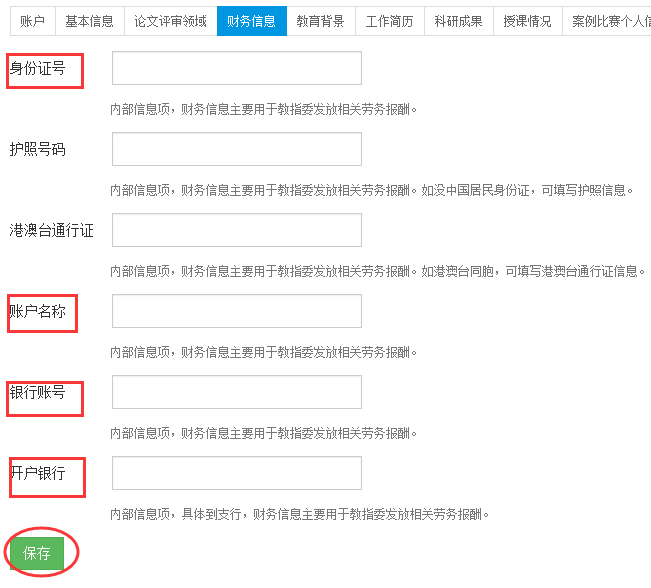 账户 基本信息 论文评审领域 财务信息 教育背景 工作简历 科研成果 授课情况 案例比赛个人信
身份证号
内部信息项，财务信息主要用于教指委发放相关劳务报酬。
护照号码
内部信息项，财务信息主要用于教指委发放相关劳务报酬。如没中国居民身份证，可填写护照信息。
港澳台通行证
内部信息项，财务信息主要用于教指委发放相关劳务报酬。如港澳台同胞，可填写港澳台通行证信息。
账户名称
内部信息项，财务信息主要用于教指委发放相关劳务报酬。
银行账号
内部信息项，财务信息主要用于教指委发放相关劳务报酬。
开户银行
内部信息项，具体到支行，财务信息主要用于教指委发放相关劳务报酬。
保存